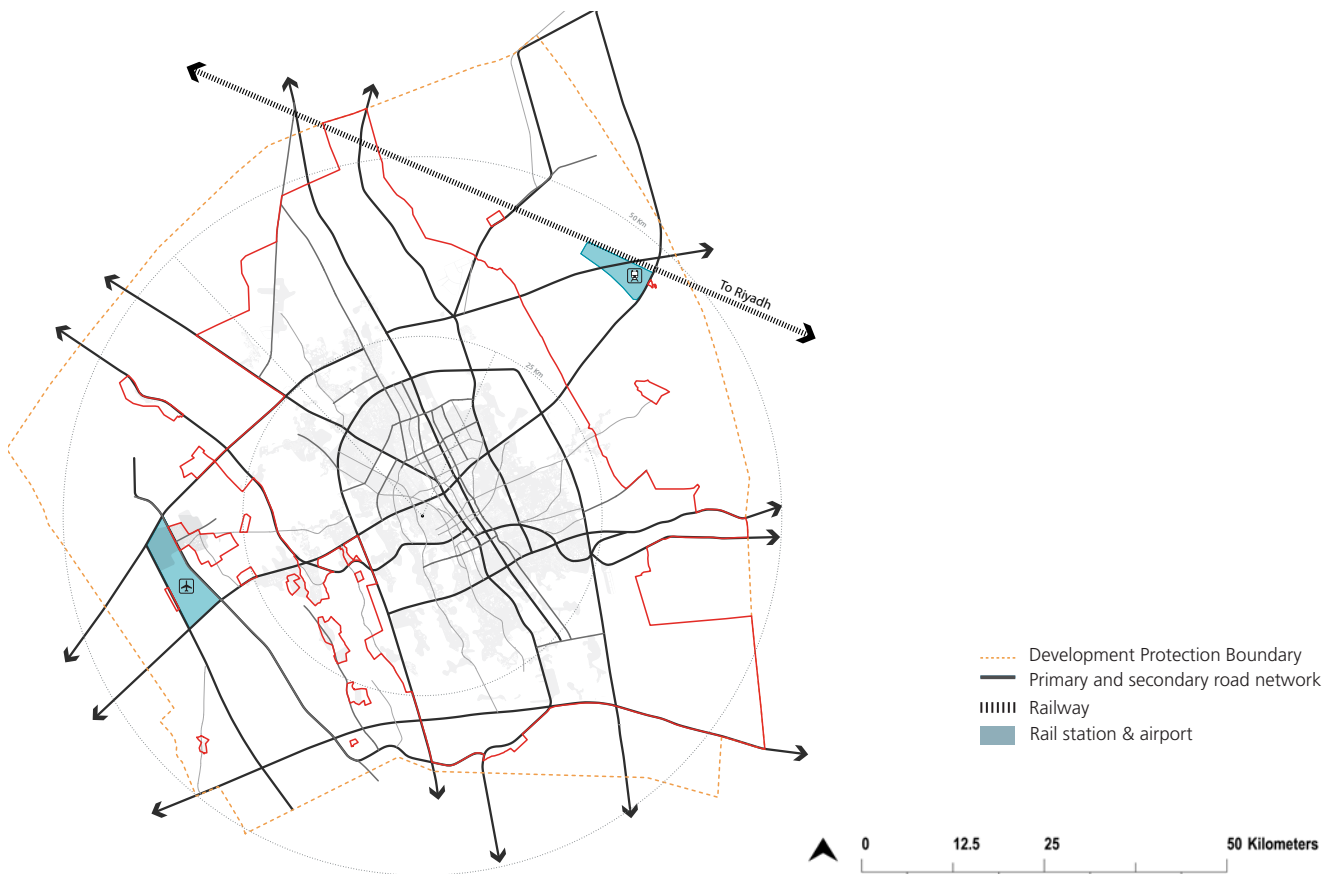 50 Km
To Riyadh
25 Km
Development Protection Boundary
Primary and secondary road network
Railway
Rail station & airport
0 12.5 25 50 Kilometers